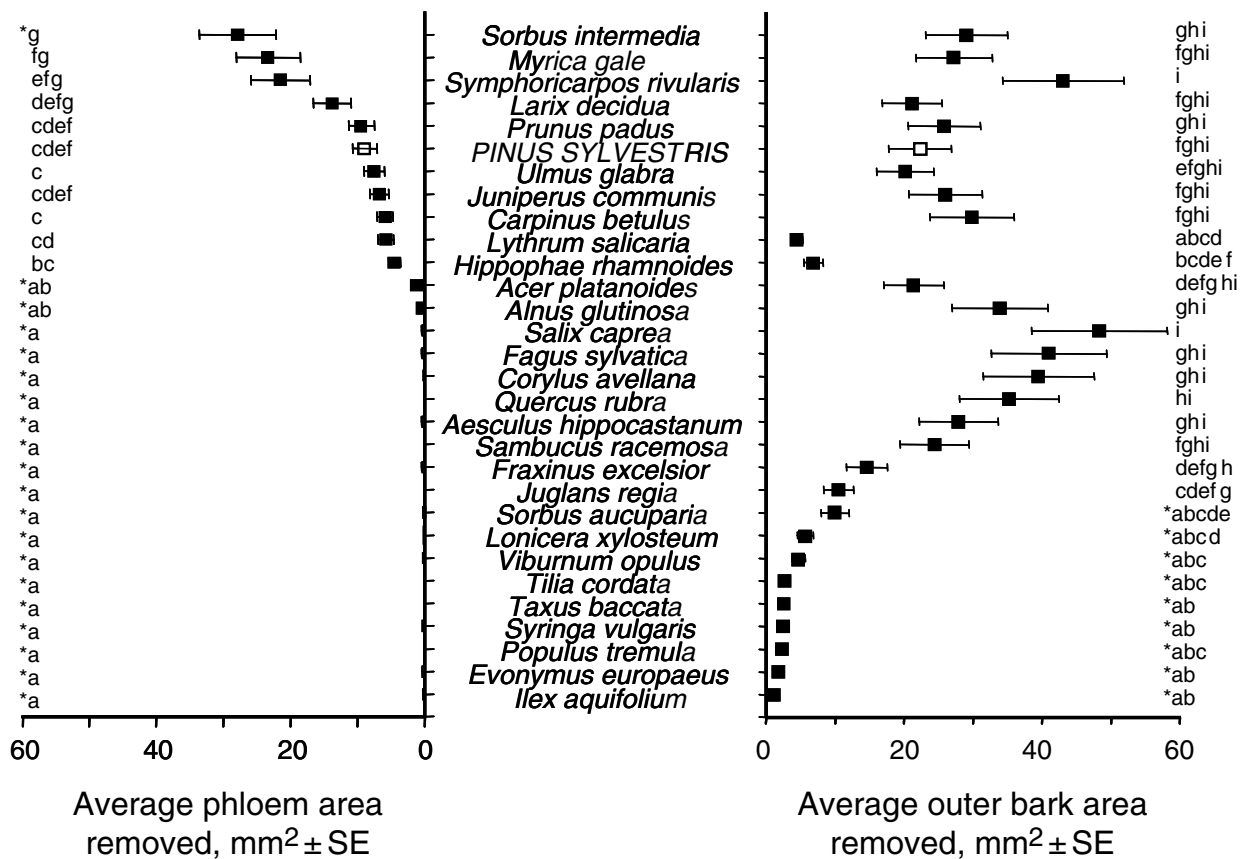 *g Sorbus intermedia ghi
fg Myrica gale fghi
efg Symphoricarpos rivularis i
defg Larix decidua fghi
cdef Prunus padus ghi
cdef PINUS SYLVESTRIS fghi
c Ulmus glabra efghi
cdef Juniperus communis fghi
c Carpinus betulus fghi
cd Lythrum salicaria abcd
bc Hippophae rhamnoides bcdef
*ab Acer platanoides defghi
*ab Alnus glutinosa ghi
*a Salix caprea i
*a Fagus sylvatica ghi
*a Corylus avellana ghi
*a Quercus rubra hi
*a Aesculus hippocastanum ghi
*a Sambucus racemosa fghi
*a Fraxinus excelsior defgh
*a Juglans regia cdefg
*a Sorbus aucuparia *abcde
*a Lonicera xylosteum *abcd
*a Viburnum opulus *abc
*a Tilia cordata *abc
*a Taxus baccata *ab
*a Syringa vulgaris *ab
*a Populus tremula *abc
*a Evonymus europaeus *ab
*a Ilex aquifolium *ab
60 40 20 0 0 20 40 60
Average phloem area
removed, mm² ± SE
Average outer bark area
removed, mm² ± SE